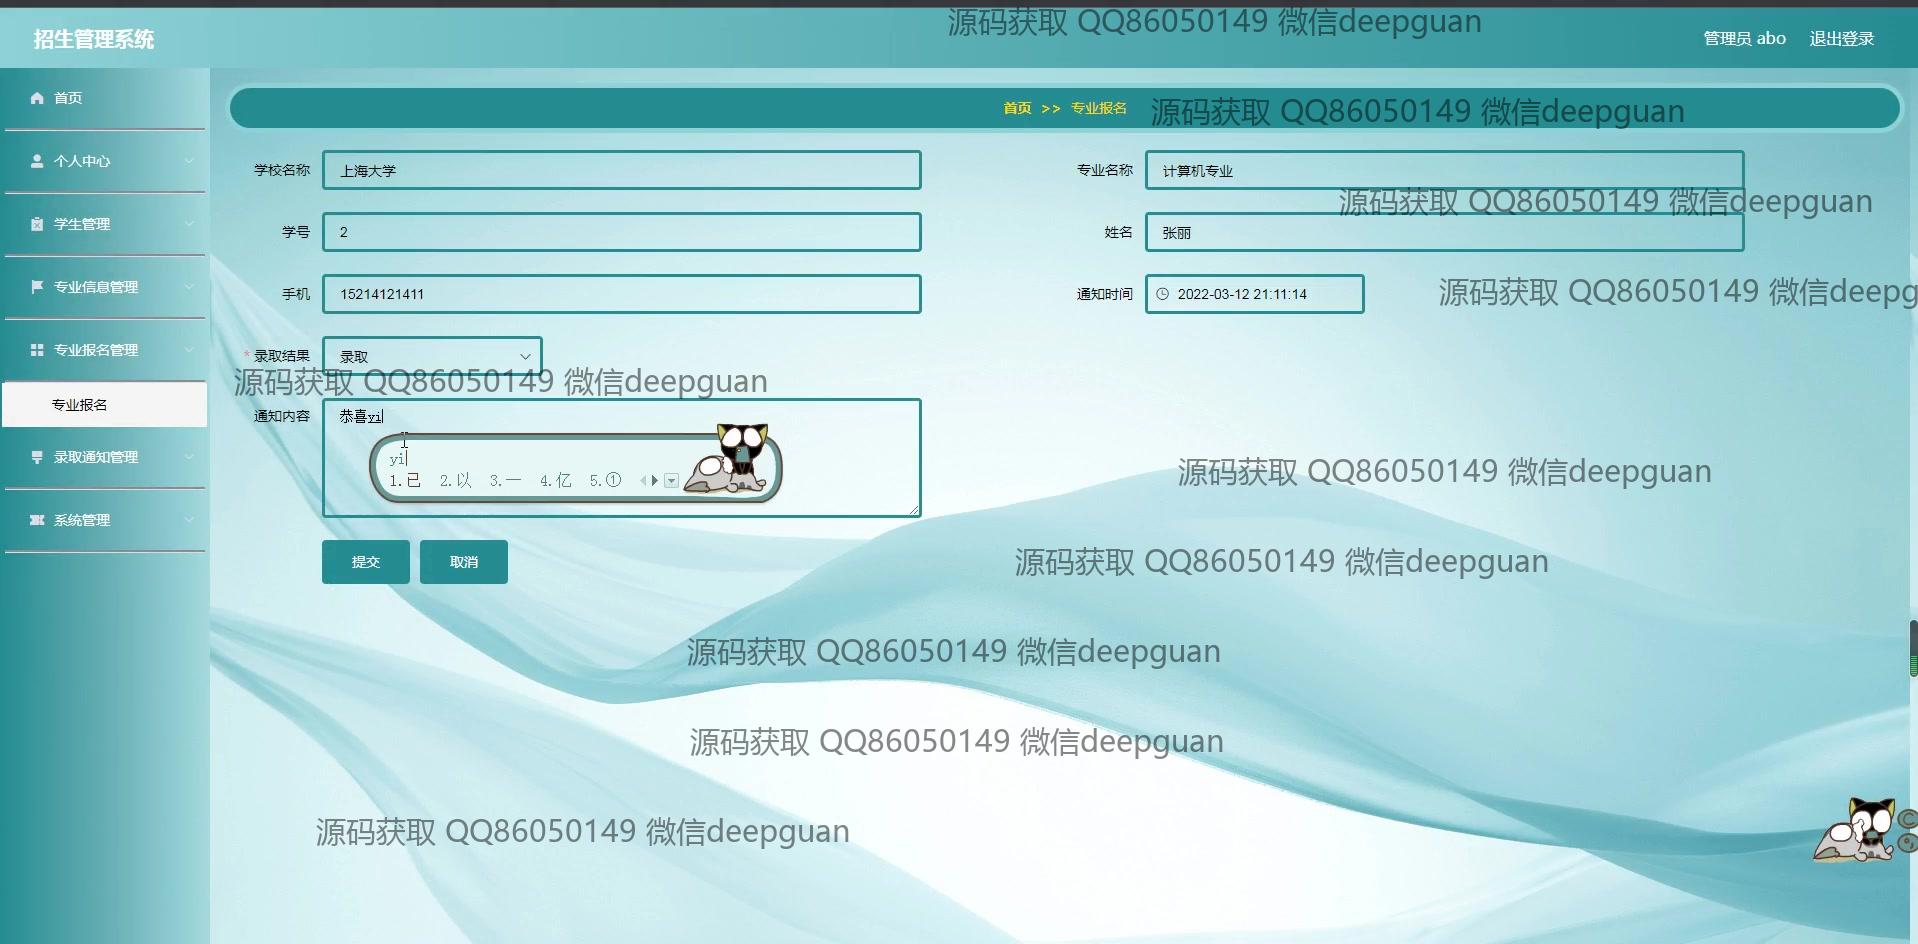 源码获取 QQ86050149 微信deepguan
招生管理系统
管理员 abo 退出登录
首页
首页 >> 专业报名
源码获取 QQ86050149 微信deepguan
个人中心
学校名称 上海大学
专业名称 计算机专业
源码获取 QQ86050149 微信deepguan
学生管理
学号 2
姓名 张丽
专业信息管理
手机 15214121411
通知时间 2022-03-12 21:11:14
源码获取 QQ86050149 微信deepg
专业报名管理
* 录取结果 录取
源码获取 QQ86050149 微信deepguan
专业报名
通知内容 恭喜yi
yi
1.已 2.以 3.一 4.亿 5.①
录取通知管理
源码获取 QQ86050149 微信deepguan
系统管理
提交 取消
源码获取 QQ86050149 微信deepguan
源码获取 QQ86050149 微信deepguan
源码获取 QQ86050149 微信deepguan
源码获取 QQ86050149 微信deepguan